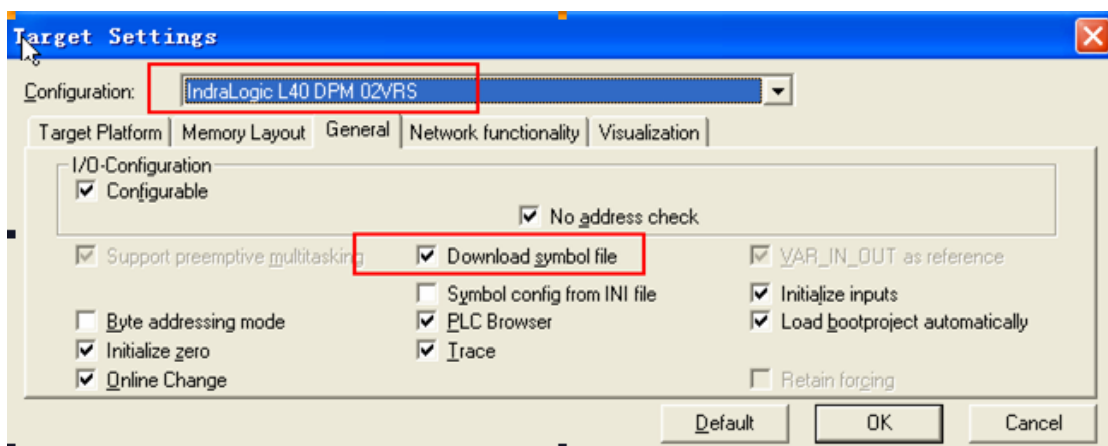 Target Settings
Configuration: IndraLogic L40 DPM 02VRS
Target Platform Memory Layout General Network functionality Visualization
I/O-Configuration
Configurable
No address check
Support preemptive multitasking Download symbol file VAR_IN_OUT as reference
Symbol config from INI file Initialize inputs
Byte addressing mode PLC Browser Load bootproject automatically
Initialize zero Trace
Online Change Retain forcing
Default OK Cancel